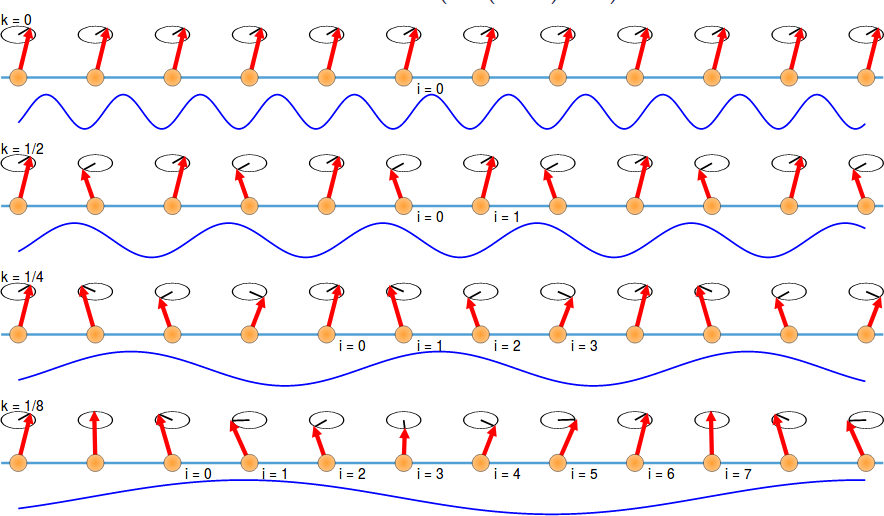 k = 0
i = 0
k = 1/2
i = 0 i = 1
k = 1/4
i = 0 i = 1 i = 2 i = 3
k = 1/8
i = 0 i = 1 i = 2 i = 3 i = 4 i = 5 i = 6 i = 7